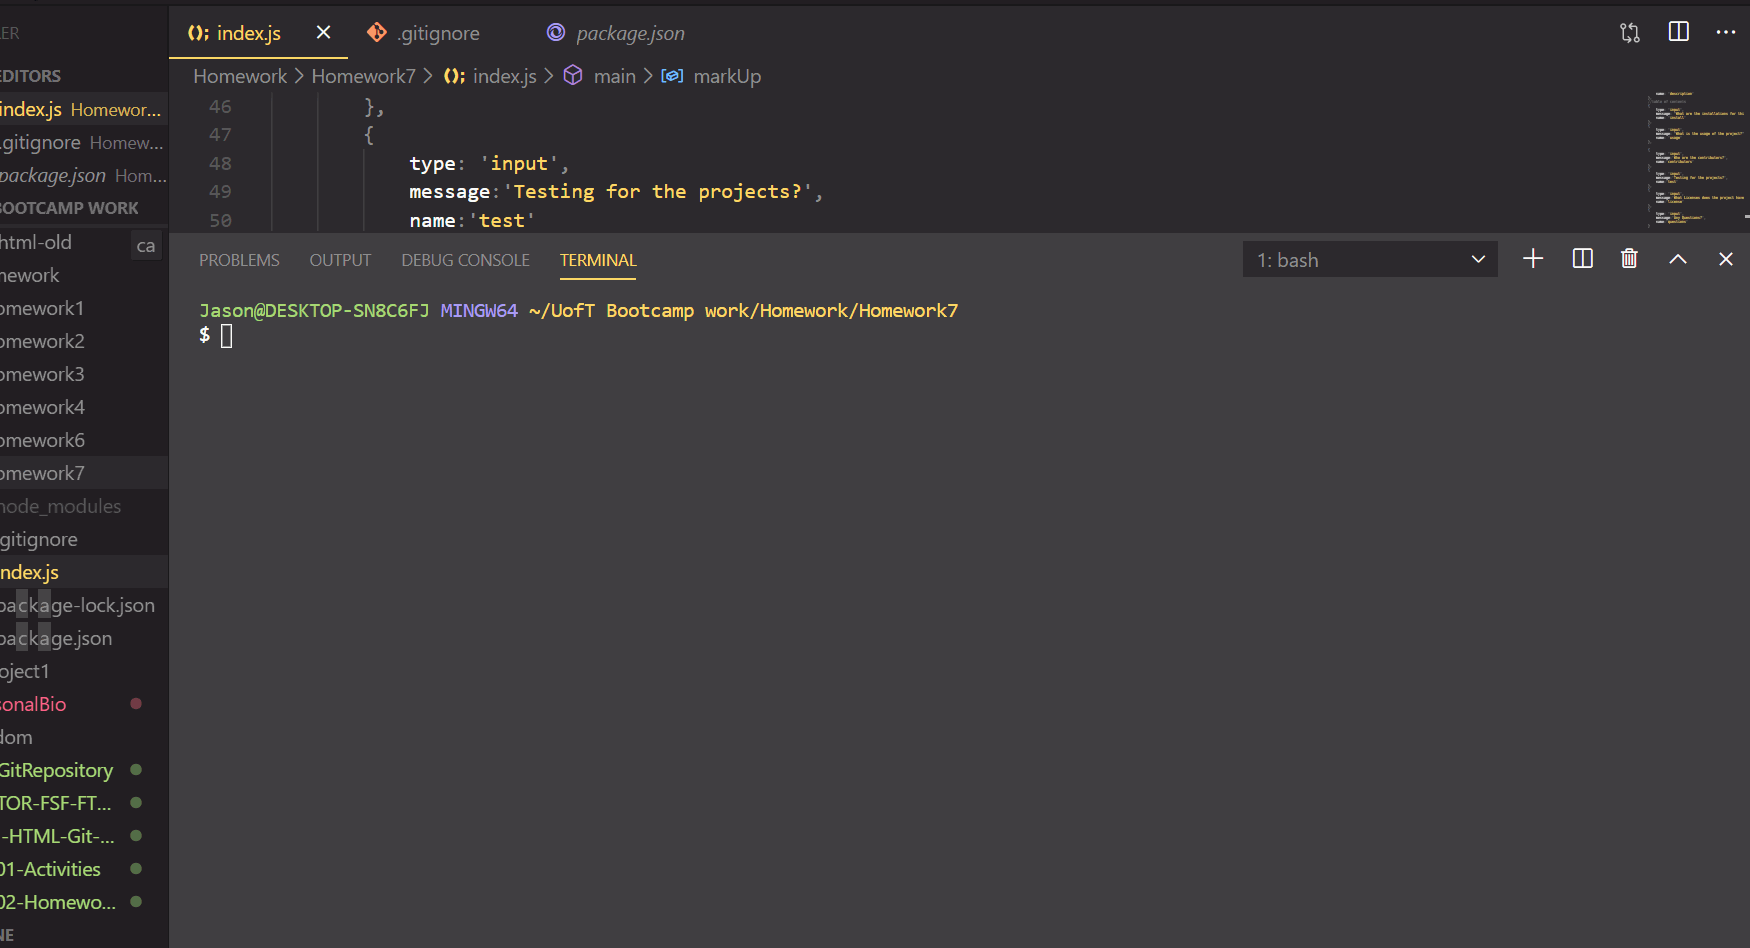 ER
index.js .gitignore package.json
Homework > Homework7 > index.js > main > markUp
EDITORS
index.js Homewor...
.gitignore Homew...
package.json Hom...
BOOTCAMP WORK
html-old ca
mework
omework1
omework2
omework3
omework4
omework6
omework7
node_modules
gitignore
index.js
package-lock.json
package.json
oject1
sonalBio
dom
GitRepository
TOR-FSF-FT...
-HTML-Git-...
01-Activities
02-Homewo...
NE
46 },
47 {
48 type: 'input',
49 message:'Testing for the projects?',
50 name:'test'
PROBLEMS OUTPUT DEBUG CONSOLE TERMINAL 1: bash
Jason@DESKTOP-SN8C6FJ MINGW64 ~/UofT Bootcamp work/Homework/Homework7
$